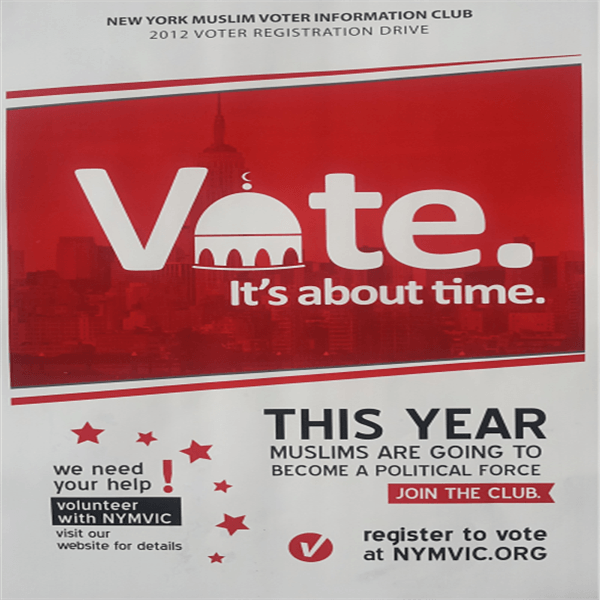 NEW YORK MUSLIM VOTER INFORMATION CLUB
2012 VOTER REGISTRATION DRIVE
Vote.
It's about time.
THIS YEAR
MUSLIMS ARE GOING TO
BECOME A POLITICAL FORCE
JOIN THE CLUB.
we need
your help!
volunteer
with NYMVIC
visit our
website for details
register to vote
at NYMVIC.ORG